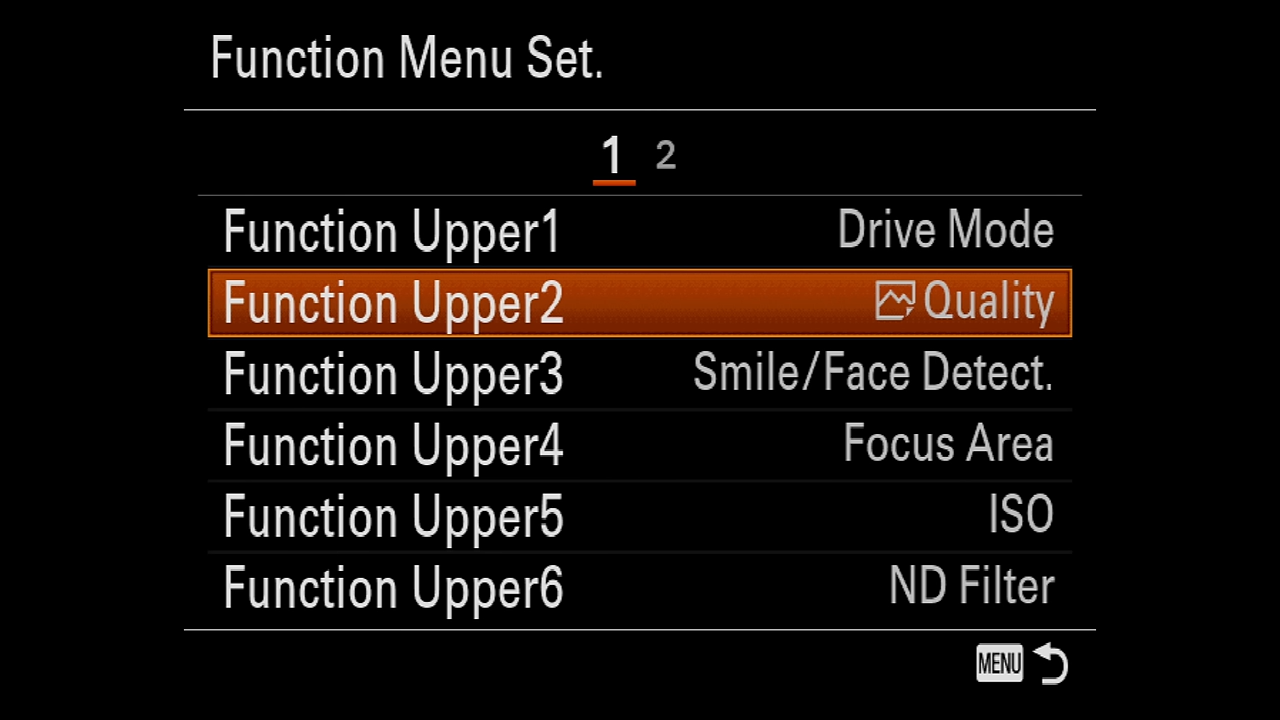 Function Menu Set.
1 2
Function Upper1 Drive Mode
Function Upper2 Quality
Function Upper3 Smile/Face Detect.
Function Upper4 Focus Area
Function Upper5 ISO
Function Upper6 ND Filter
MENU